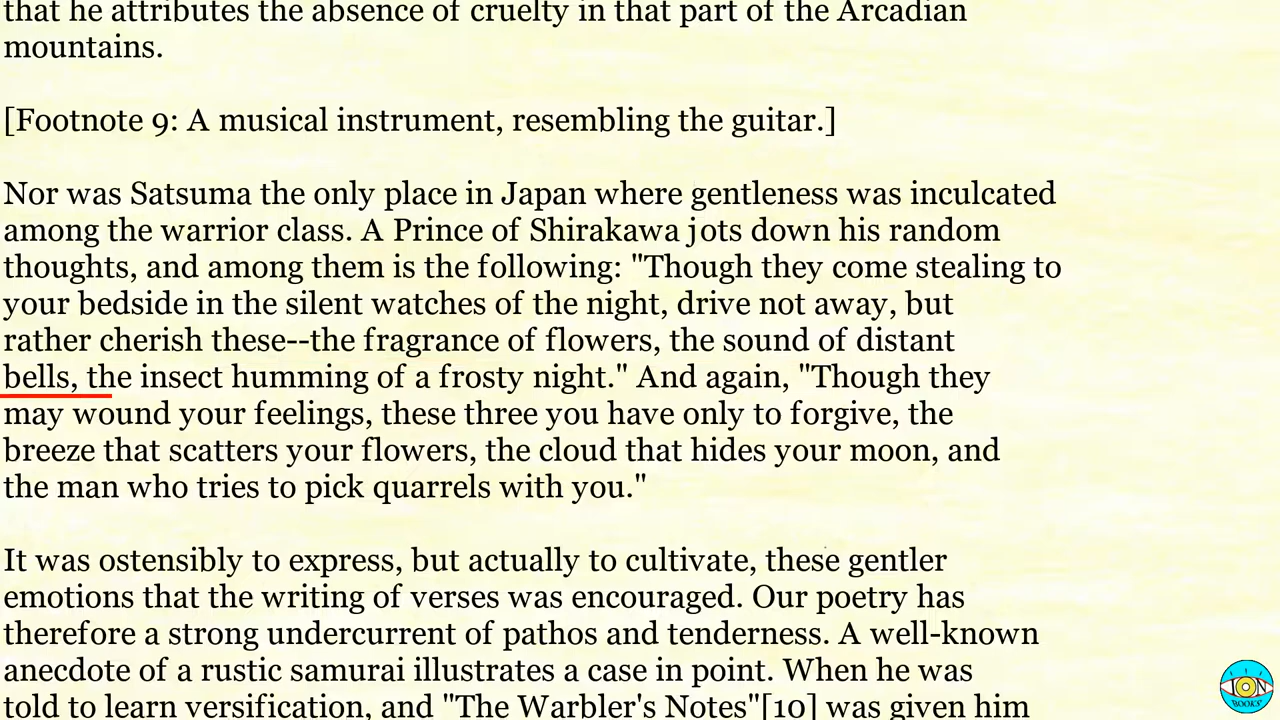 that he attributes the absence of cruelty in that part of the Arcadian
mountains.
[Footnote 9: A musical instrument, resembling the guitar.]
Nor was Satsuma the only place in Japan where gentleness was inculcated
among the warrior class. A Prince of Shirakawa jots down his random
thoughts, and among them is the following: "Though they come stealing to
your bedside in the silent watches of the night, drive not away, but
rather cherish these--the fragrance of flowers, the sound of distant
bells, the insect humming of a frosty night." And again, "Though they
may wound your feelings, these three you have only to forgive, the
breeze that scatters your flowers, the cloud that hides your moon, and
the man who tries to pick quarrels with you."
It was ostensibly to express, but actually to cultivate, these gentler
emotions that the writing of verses was encouraged. Our poetry has
therefore a strong undercurrent of pathos and tenderness. A well-known
anecdote of a rustic samurai illustrates a case in point. When he was
told to learn versification, and "The Warbler's Notes"[10] was given him
ION
BOOKS